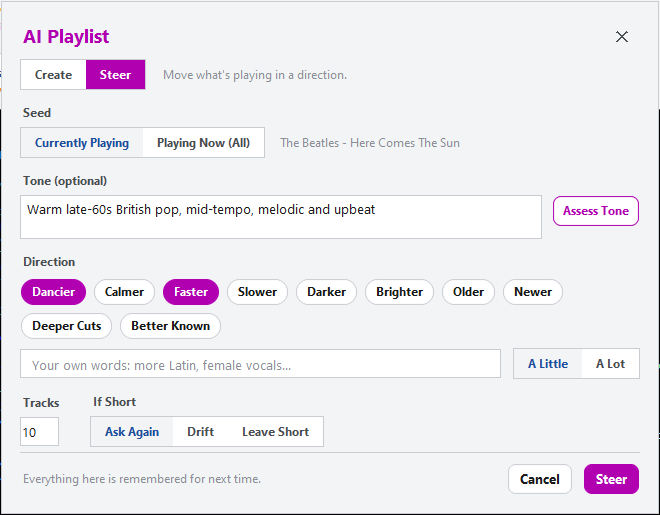 AI Playlist
Create Steer Move what's playing in a direction.
Seed
Currently Playing Playing Now (All) The Beatles - Here Comes The Sun
Tone (optional)
Warm late-60s British pop, mid-tempo, melodic and upbeat
Assess Tone
Direction
Dancier Calmer Faster Slower Darker Brighter Older Newer
Deeper Cuts Better Known
Your own words: more Latin, female vocals...
A Little A Lot
Tracks If Short
10 Ask Again Drift Leave Short
Everything here is remembered for next time. Cancel Steer